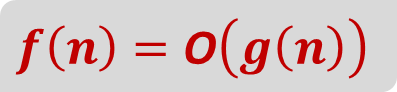 f(n) = O(g(n))